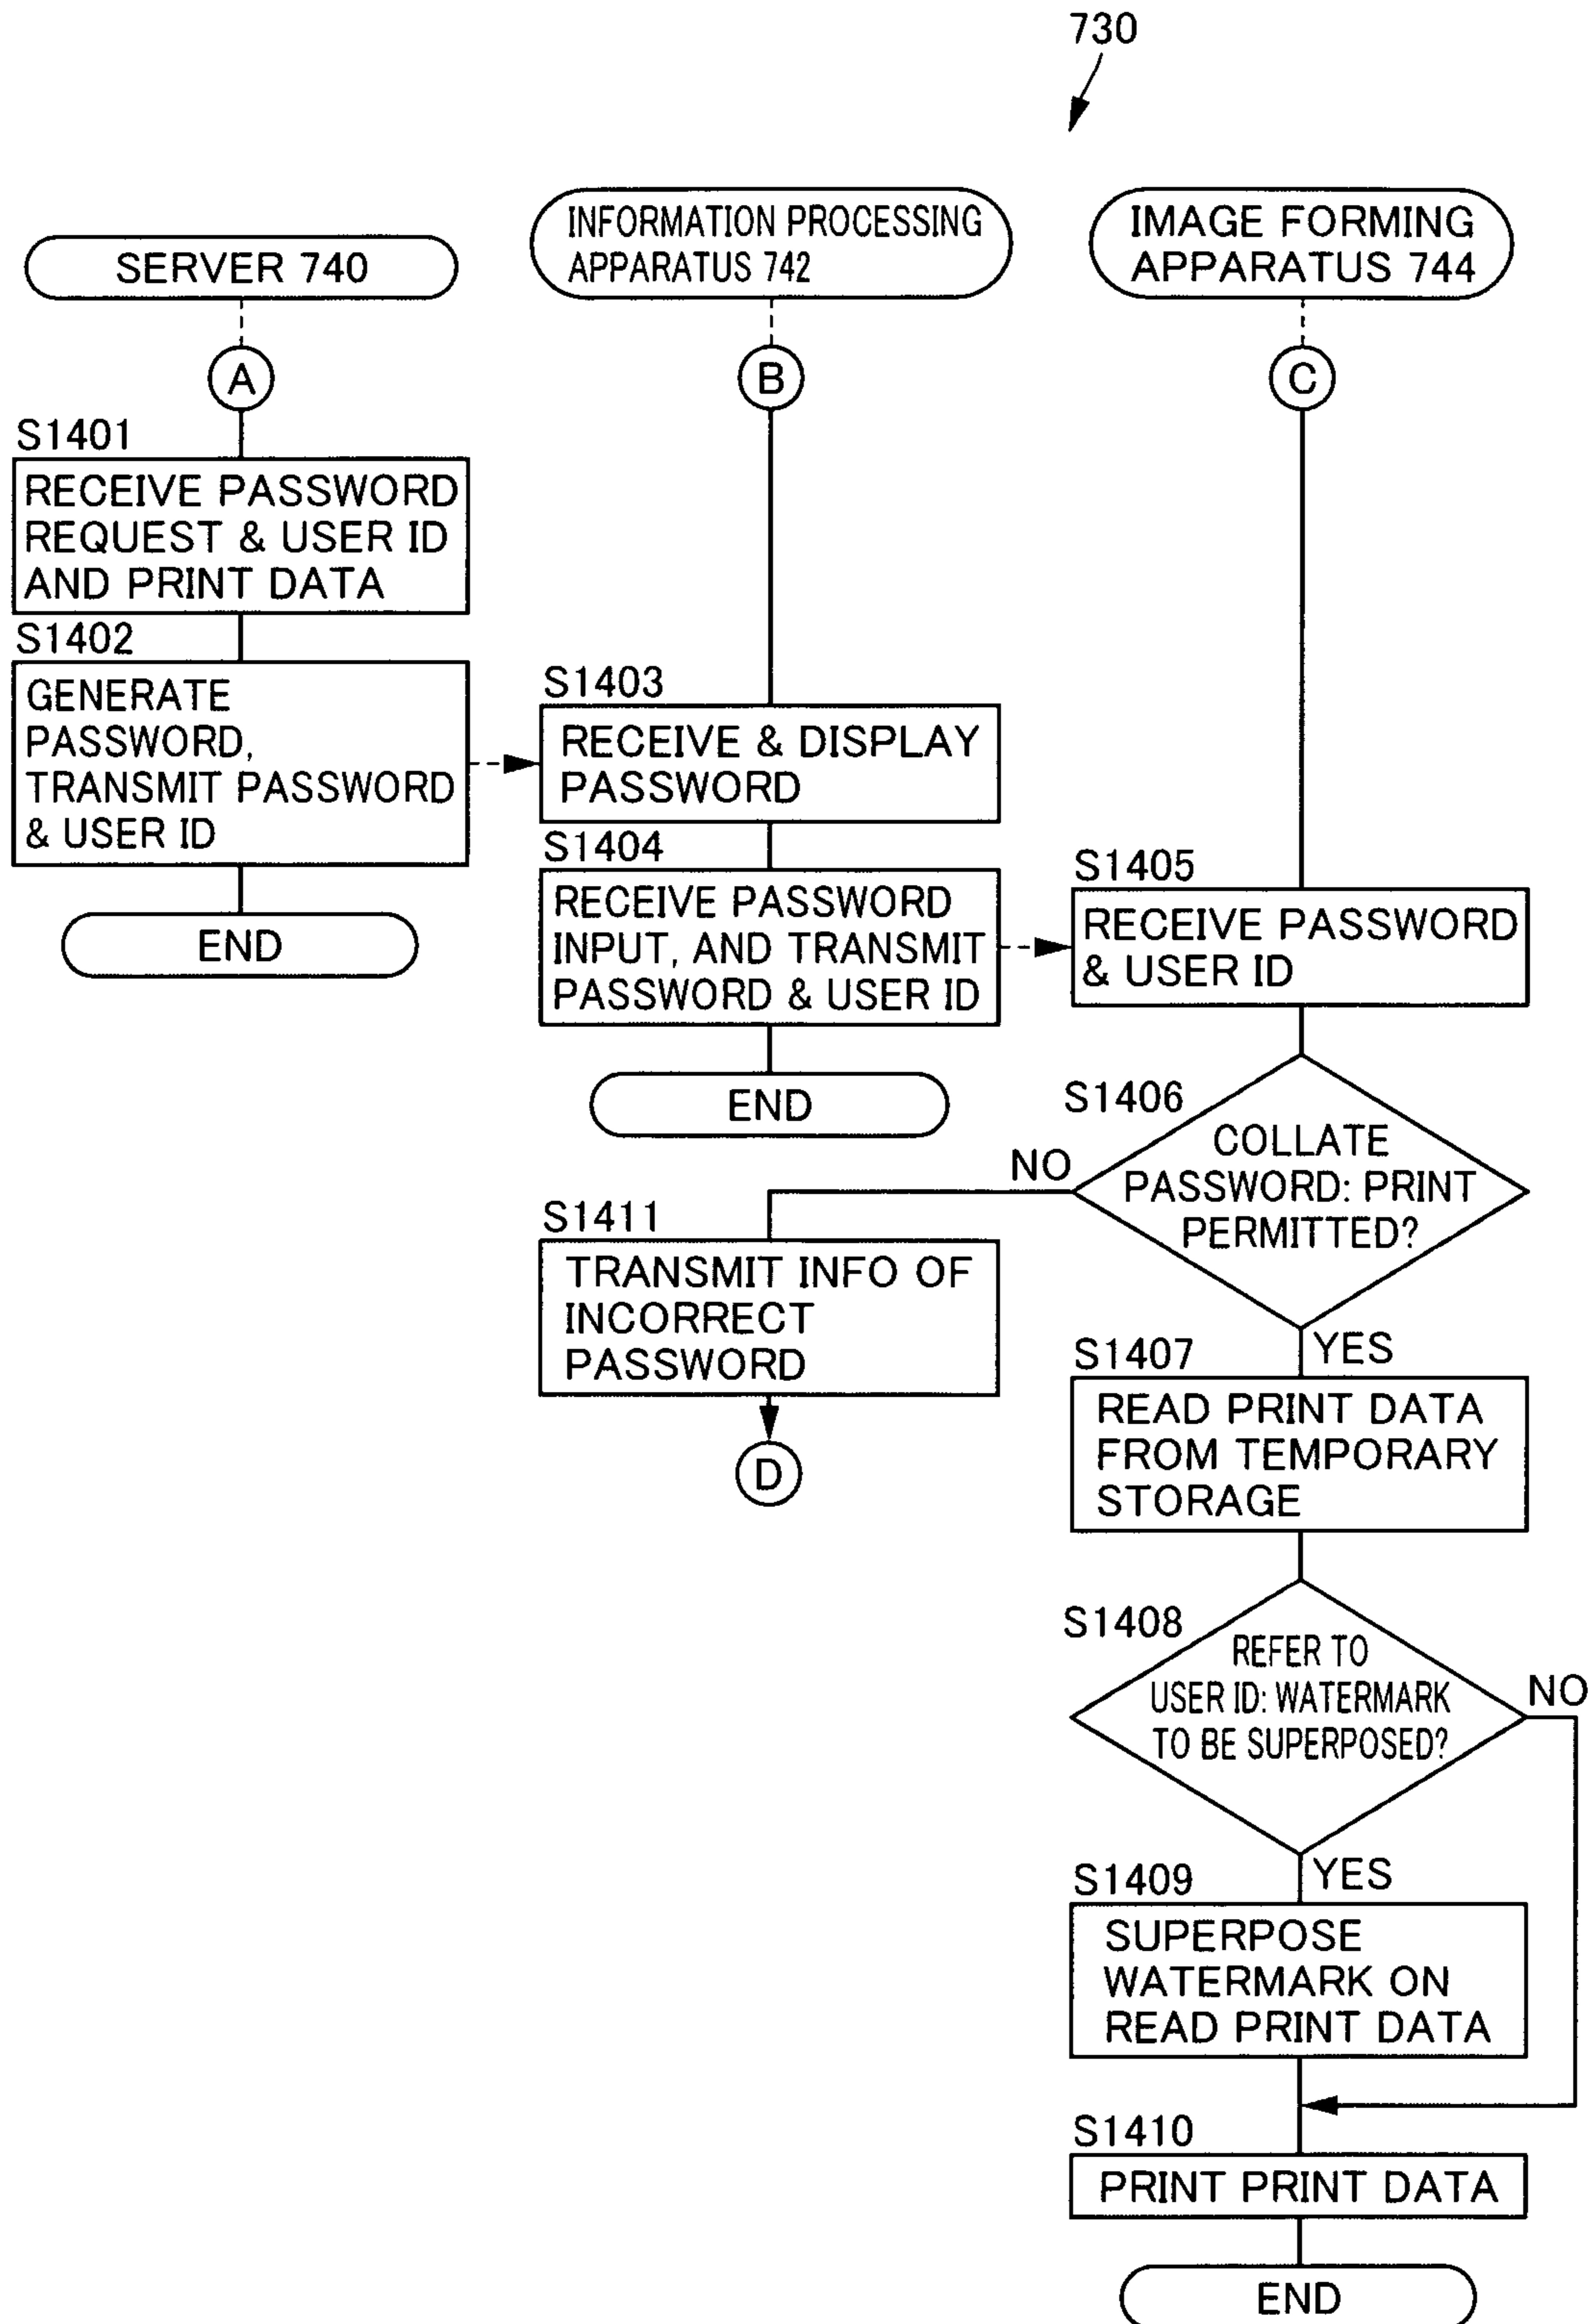 730
SERVER 740
INFORMATION PROCESSING
APPARATUS 742
IMAGE FORMING
APPARATUS 744
A
B
C
S1401
RECEIVE PASSWORD
REQUEST & USER ID
AND PRINT DATA
S1402
GENERATE
PASSWORD,
TRANSMIT PASSWORD
& USER ID
END
S1403
RECEIVE & DISPLAY
PASSWORD
S1404
RECEIVE PASSWORD
INPUT, AND TRANSMIT
PASSWORD & USER ID
END
S1405
RECEIVE PASSWORD
& USER ID
S1406
COLLATE
PASSWORD: PRINT
PERMITTED?
NO
S1411
TRANSMIT INFO OF
INCORRECT
PASSWORD
D
YES
S1407
READ PRINT DATA
FROM TEMPORARY
STORAGE
S1408
REFER TO
USER ID: WATERMARK
TO BE SUPERPOSED?
NO
YES
S1409
SUPERPOSE
WATERMARK ON
READ PRINT DATA
S1410
PRINT PRINT DATA
END